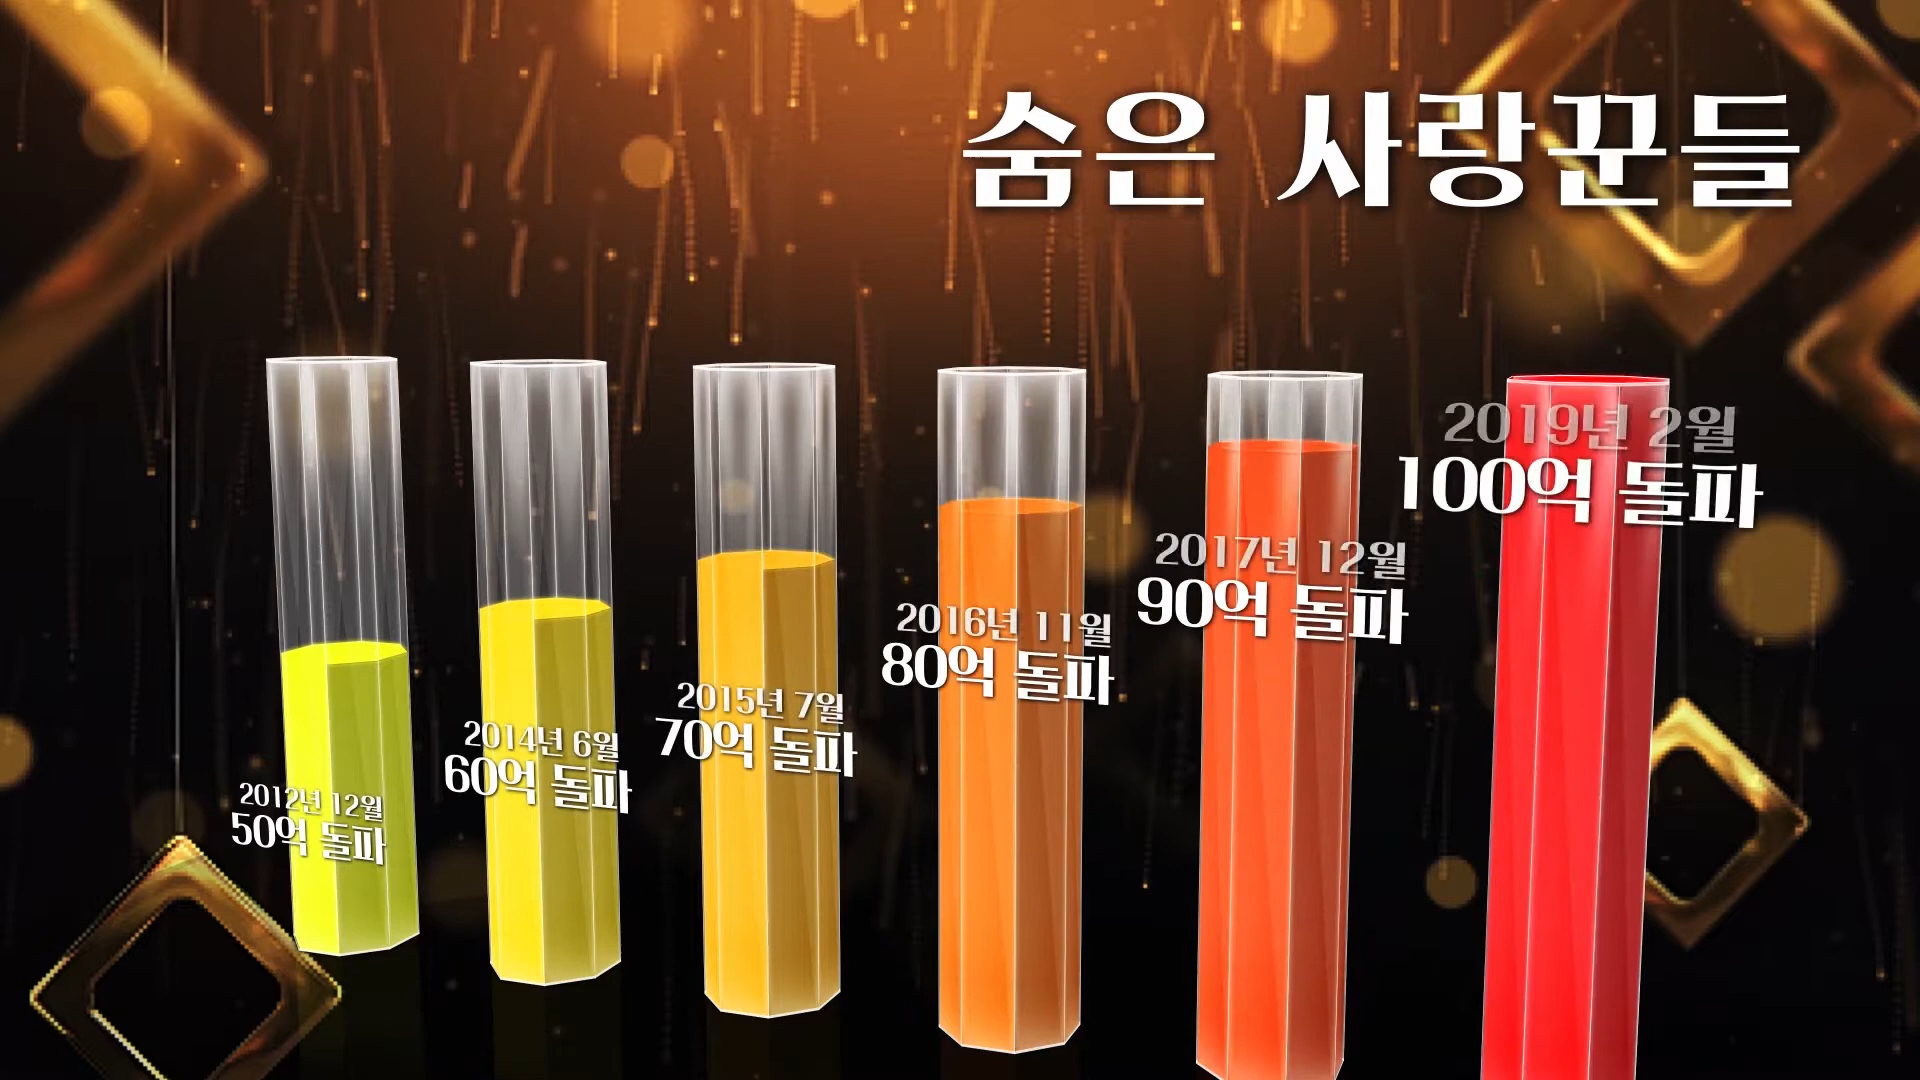 숨은 사랑꾼들
2012년 12월
50억 돌파
2014년 6월
60억 돌파
2015년 7월
70억 돌파
2016년 11월
80억 돌파
2017년 12월
90억 돌파
2019년 2월
100억 돌파